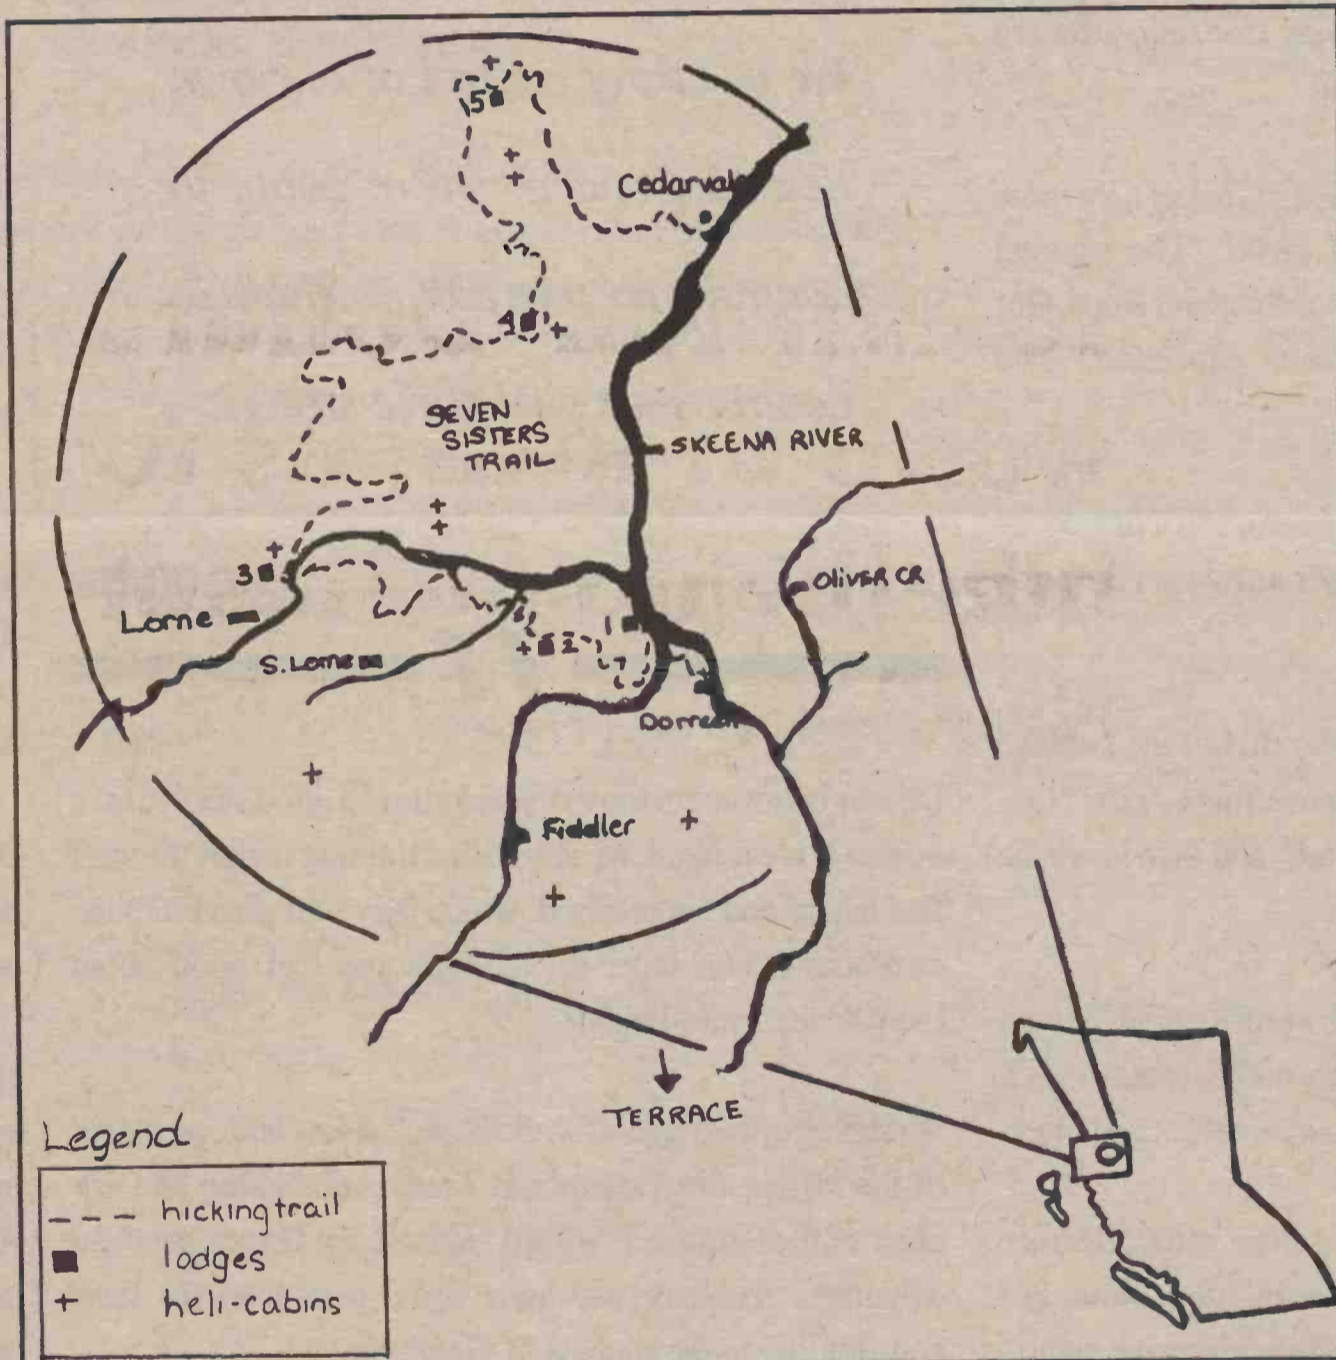 5
Cedarvale
4
SEVEN
SISTERS
TRAIL
SKEENA RIVER
3
OLIVER CR
Lorne
1
2
S. Lorne
Dorreen
Fiddler
TERRACE
Legend
hicking trail
lodges
heli-cabins